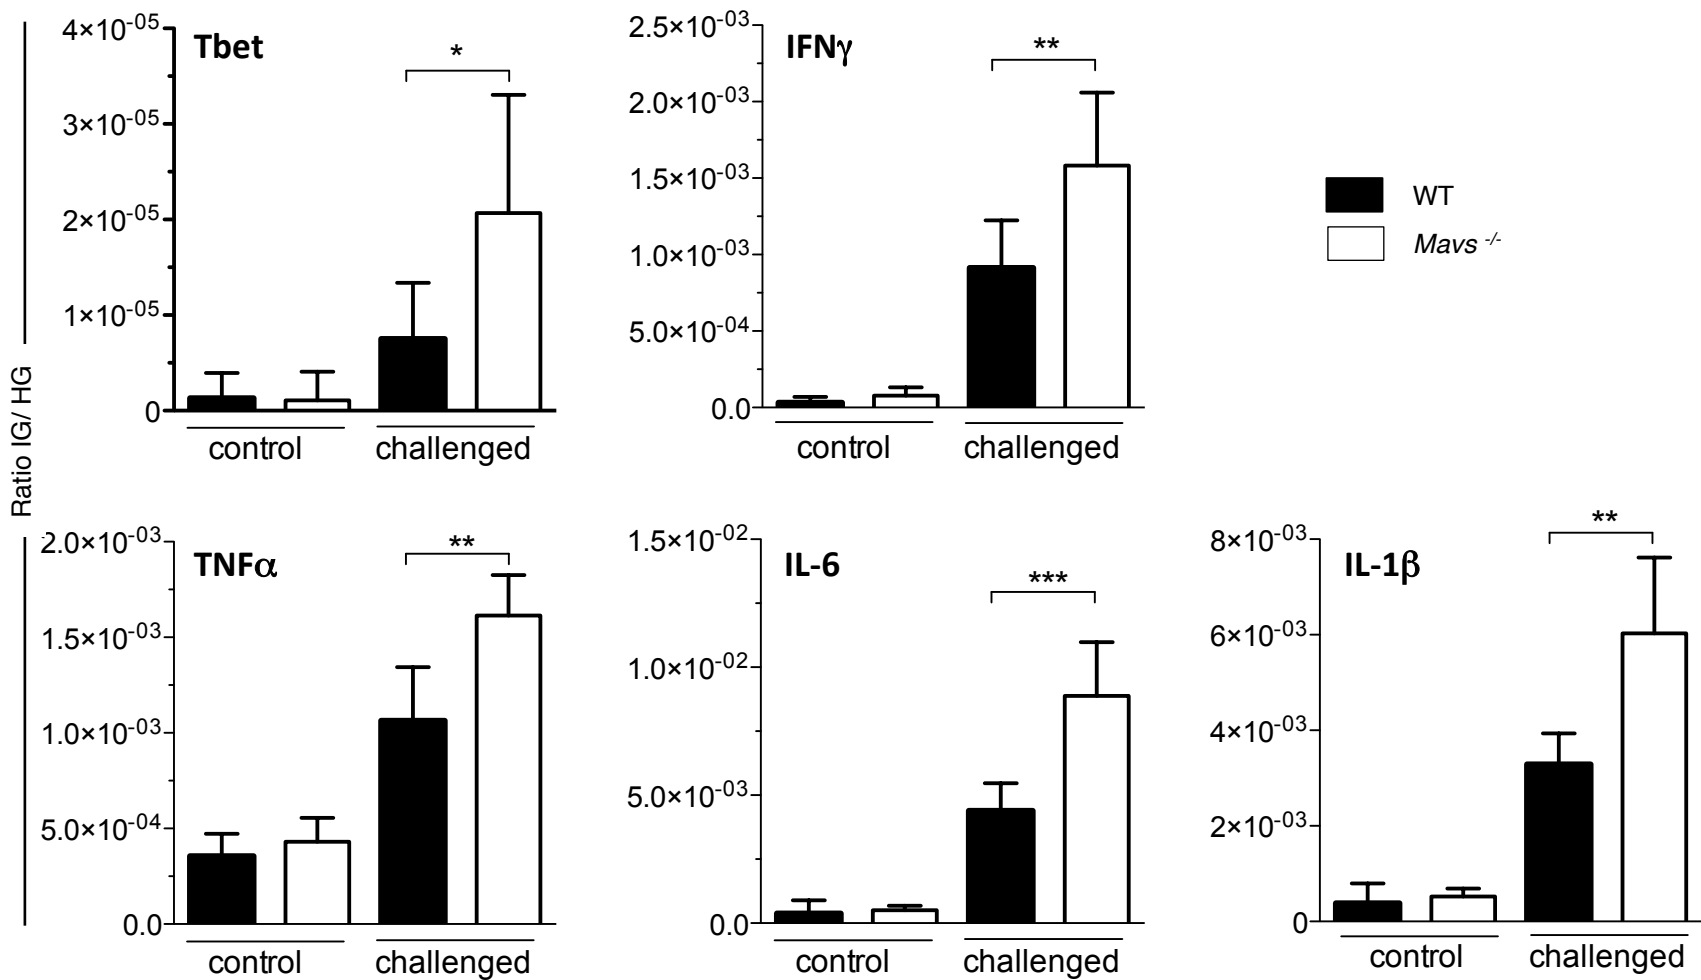 Ratio IG/ HG
Tbet
*
4×10-05
3×10-05
2×10-05
1×10-05
0
control
challenged
IFNγ
**
2.5×10-03
2.0×10-03
1.5×10-03
1.0×10-03
5.0×10-04
0.0
control
challenged
WT
Mavs -/-
TNFα
**
2.0×10-03
1.5×10-03
1.0×10-03
5.0×10-04
0.0
control
challenged
IL-6
***
1.5×10-02
1.0×10-02
5.0×10-03
0.0
control
challenged
IL-1β
**
8×10-03
6×10-03
4×10-03
2×10-03
0
control
challenged